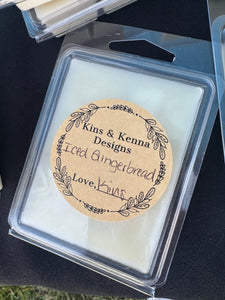 Kins & Kenna
Designs
Iced Gingerbread
Love, Kins